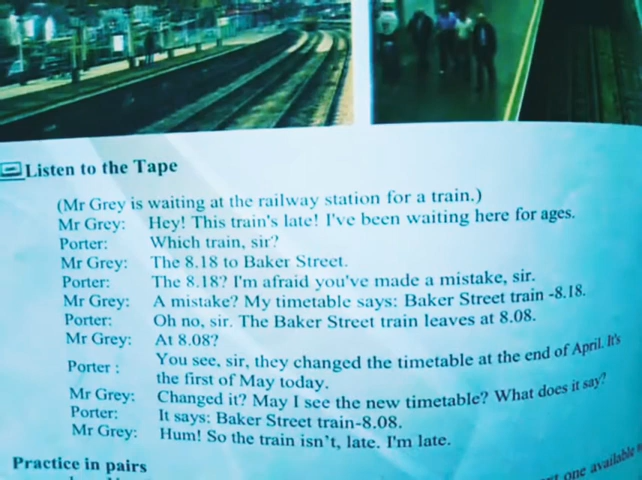 Listen to the Tape
(Mr Grey is waiting at the railway station for a train.)
Mr Grey: Hey! This train's late! I've been waiting here for ages.
Porter: Which train, sir?
Mr Grey: The 8.18 to Baker Street.
Porter: The 8.18? I'm afraid you've made a mistake, sir.
Mr Grey: A mistake? My timetable says: Baker Street train -8.18.
Porter: Oh no, sir. The Baker Street train leaves at 8.08.
Mr Grey: At 8.08?
Porter : You see, sir, they changed the timetable at the end of April. It's
the first of May today.
Mr Grey: Changed it? May I see the new timetable? What does it say?
Porter: It says: Baker Street train-8.08.
Mr Grey: Hum! So the train isn't, late. I'm late.
Practice in pairs
one available